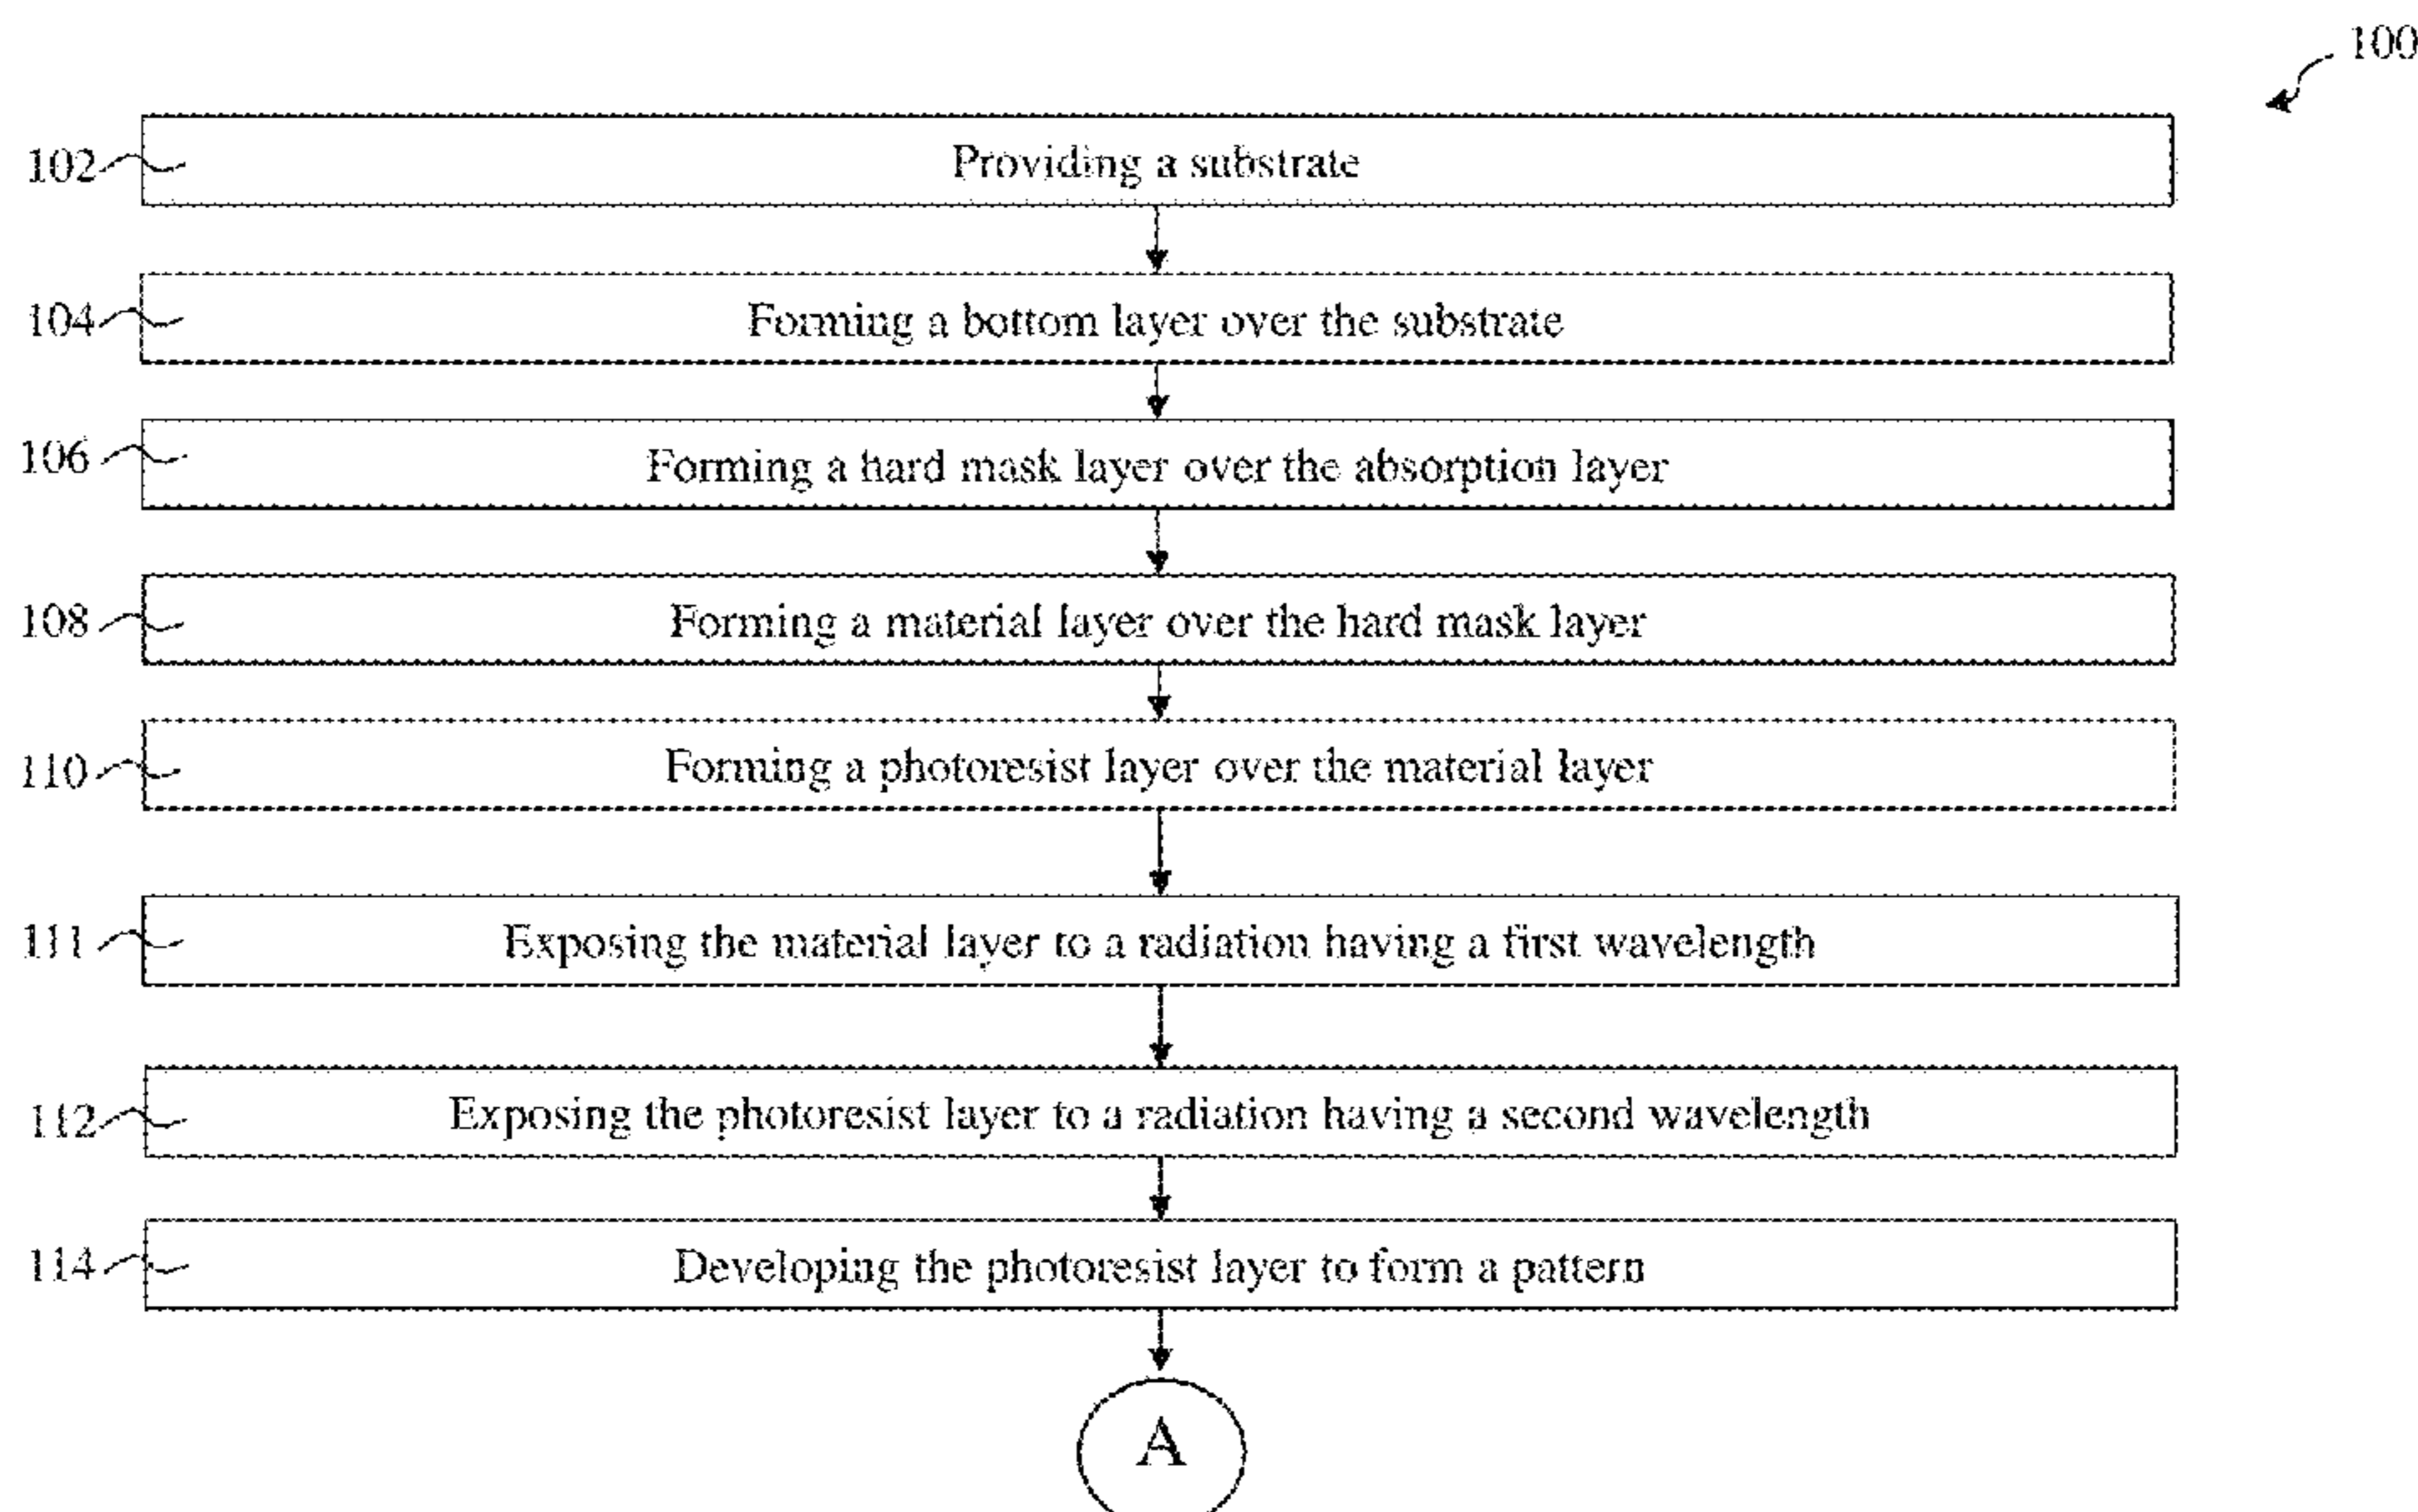 100
102 Providing a substrate
104 Forming a bottom layer over the substrate
106 Forming a hard mask layer over the absorption layer
108 Forming a material layer over the hard mask layer
110 Forming a photoresist layer over the material layer
111 Exposing the material layer to a radiation having a first wavelength
112 Exposing the photoresist layer to a radiation having a second wavelength
114 Developing the photoresist layer to form a pattern
A